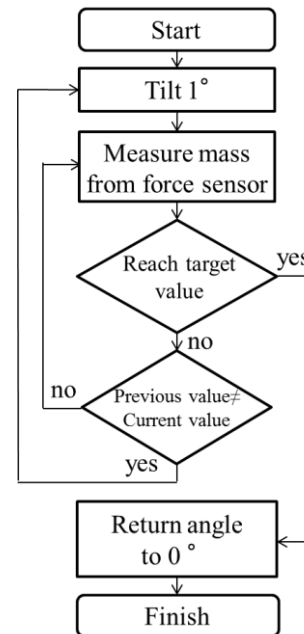 Start
Tilt 1°
Measure mass
from force sensor
Reach target
value
yes
no
Previous value≠
Current value
no
yes
Return angle
to 0 °
Finish